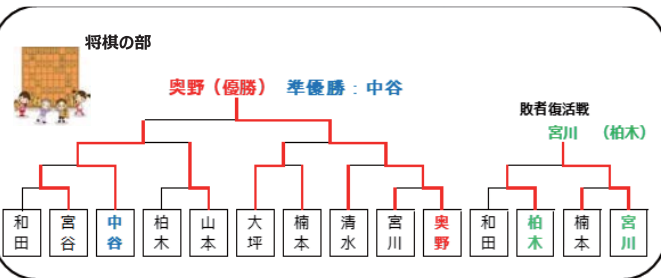 将棋の部
奥野（優勝） 準優勝：中谷
敗者復活戦
宮川 （柏木）
和田
宮谷
中谷
柏木
山本
大坪
楠本
清水
宮川
奥野
和田
柏木
楠本
宮川